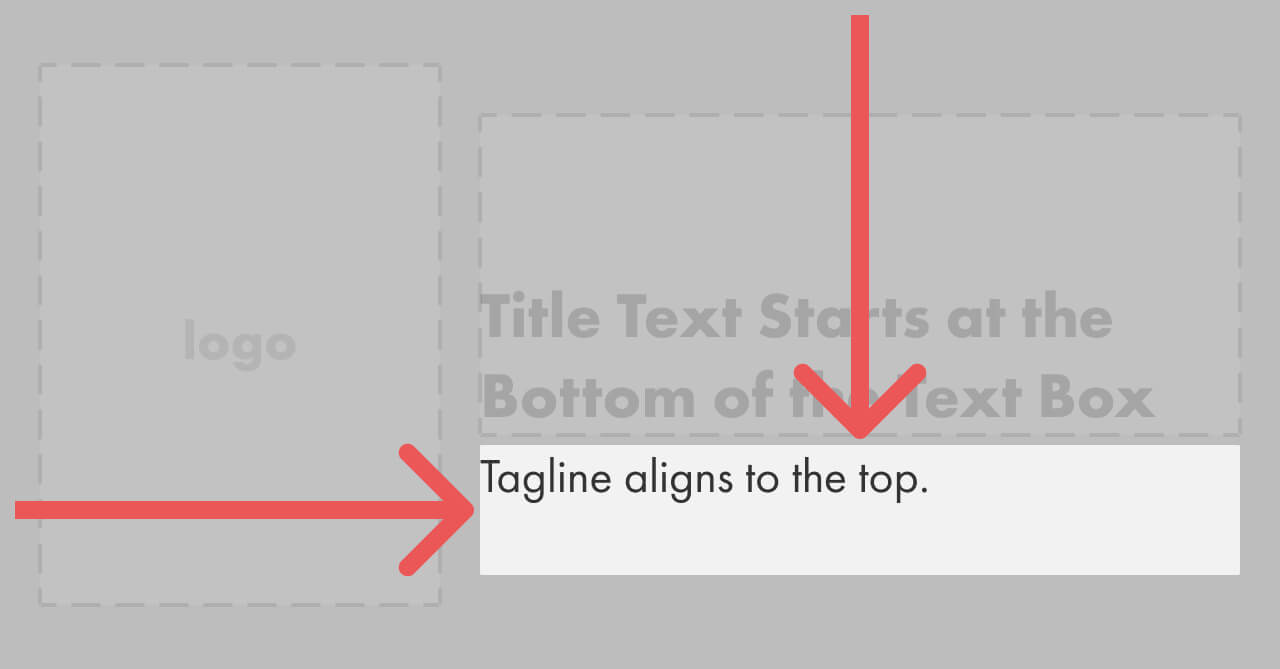 logo
Title Text Starts at the
Bottom of the Text Box
Tagline aligns to the top.